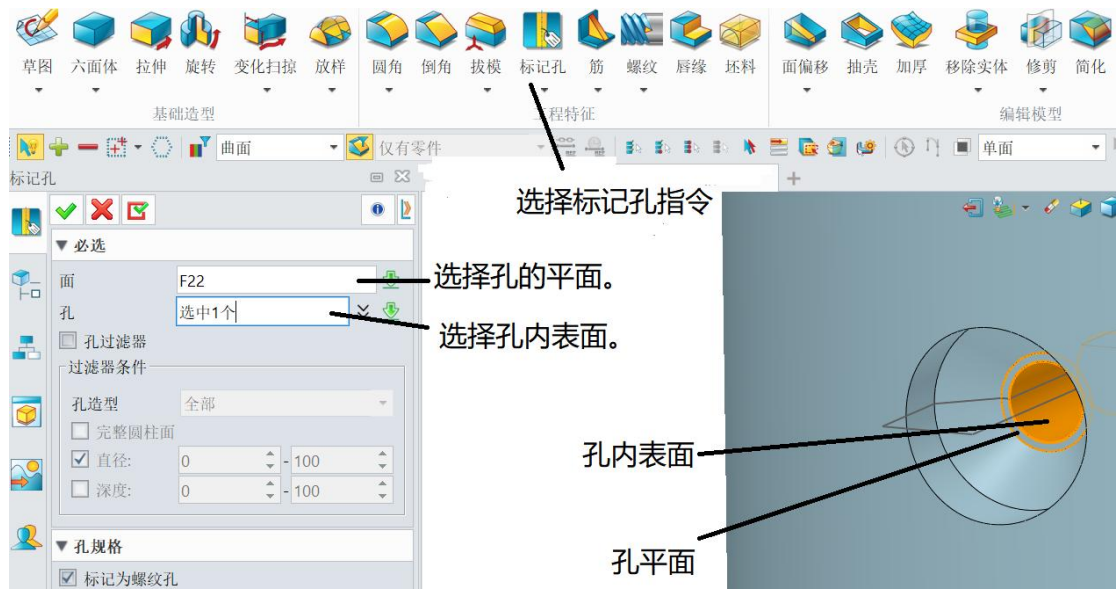 草图 六面体 拉伸 旋转 变化扫掠 放样 圆角 倒角 拔模 标记孔 筋 螺纹 唇缘 坯料 面偏移 抽壳 加厚 移除实体 修剪 简化
基础造型 工程特征 编辑模型
曲面 仅有零件 单面
标记孔
选择标记孔指令
必选
面 F22
选择孔的平面。
孔 选中1个
选择孔内表面。
孔过滤器
过滤器条件
孔造型 全部
完整圆柱面
直径: 0 - 100
孔内表面
深度: 0 - 100
孔规格
孔平面
标记为螺纹孔